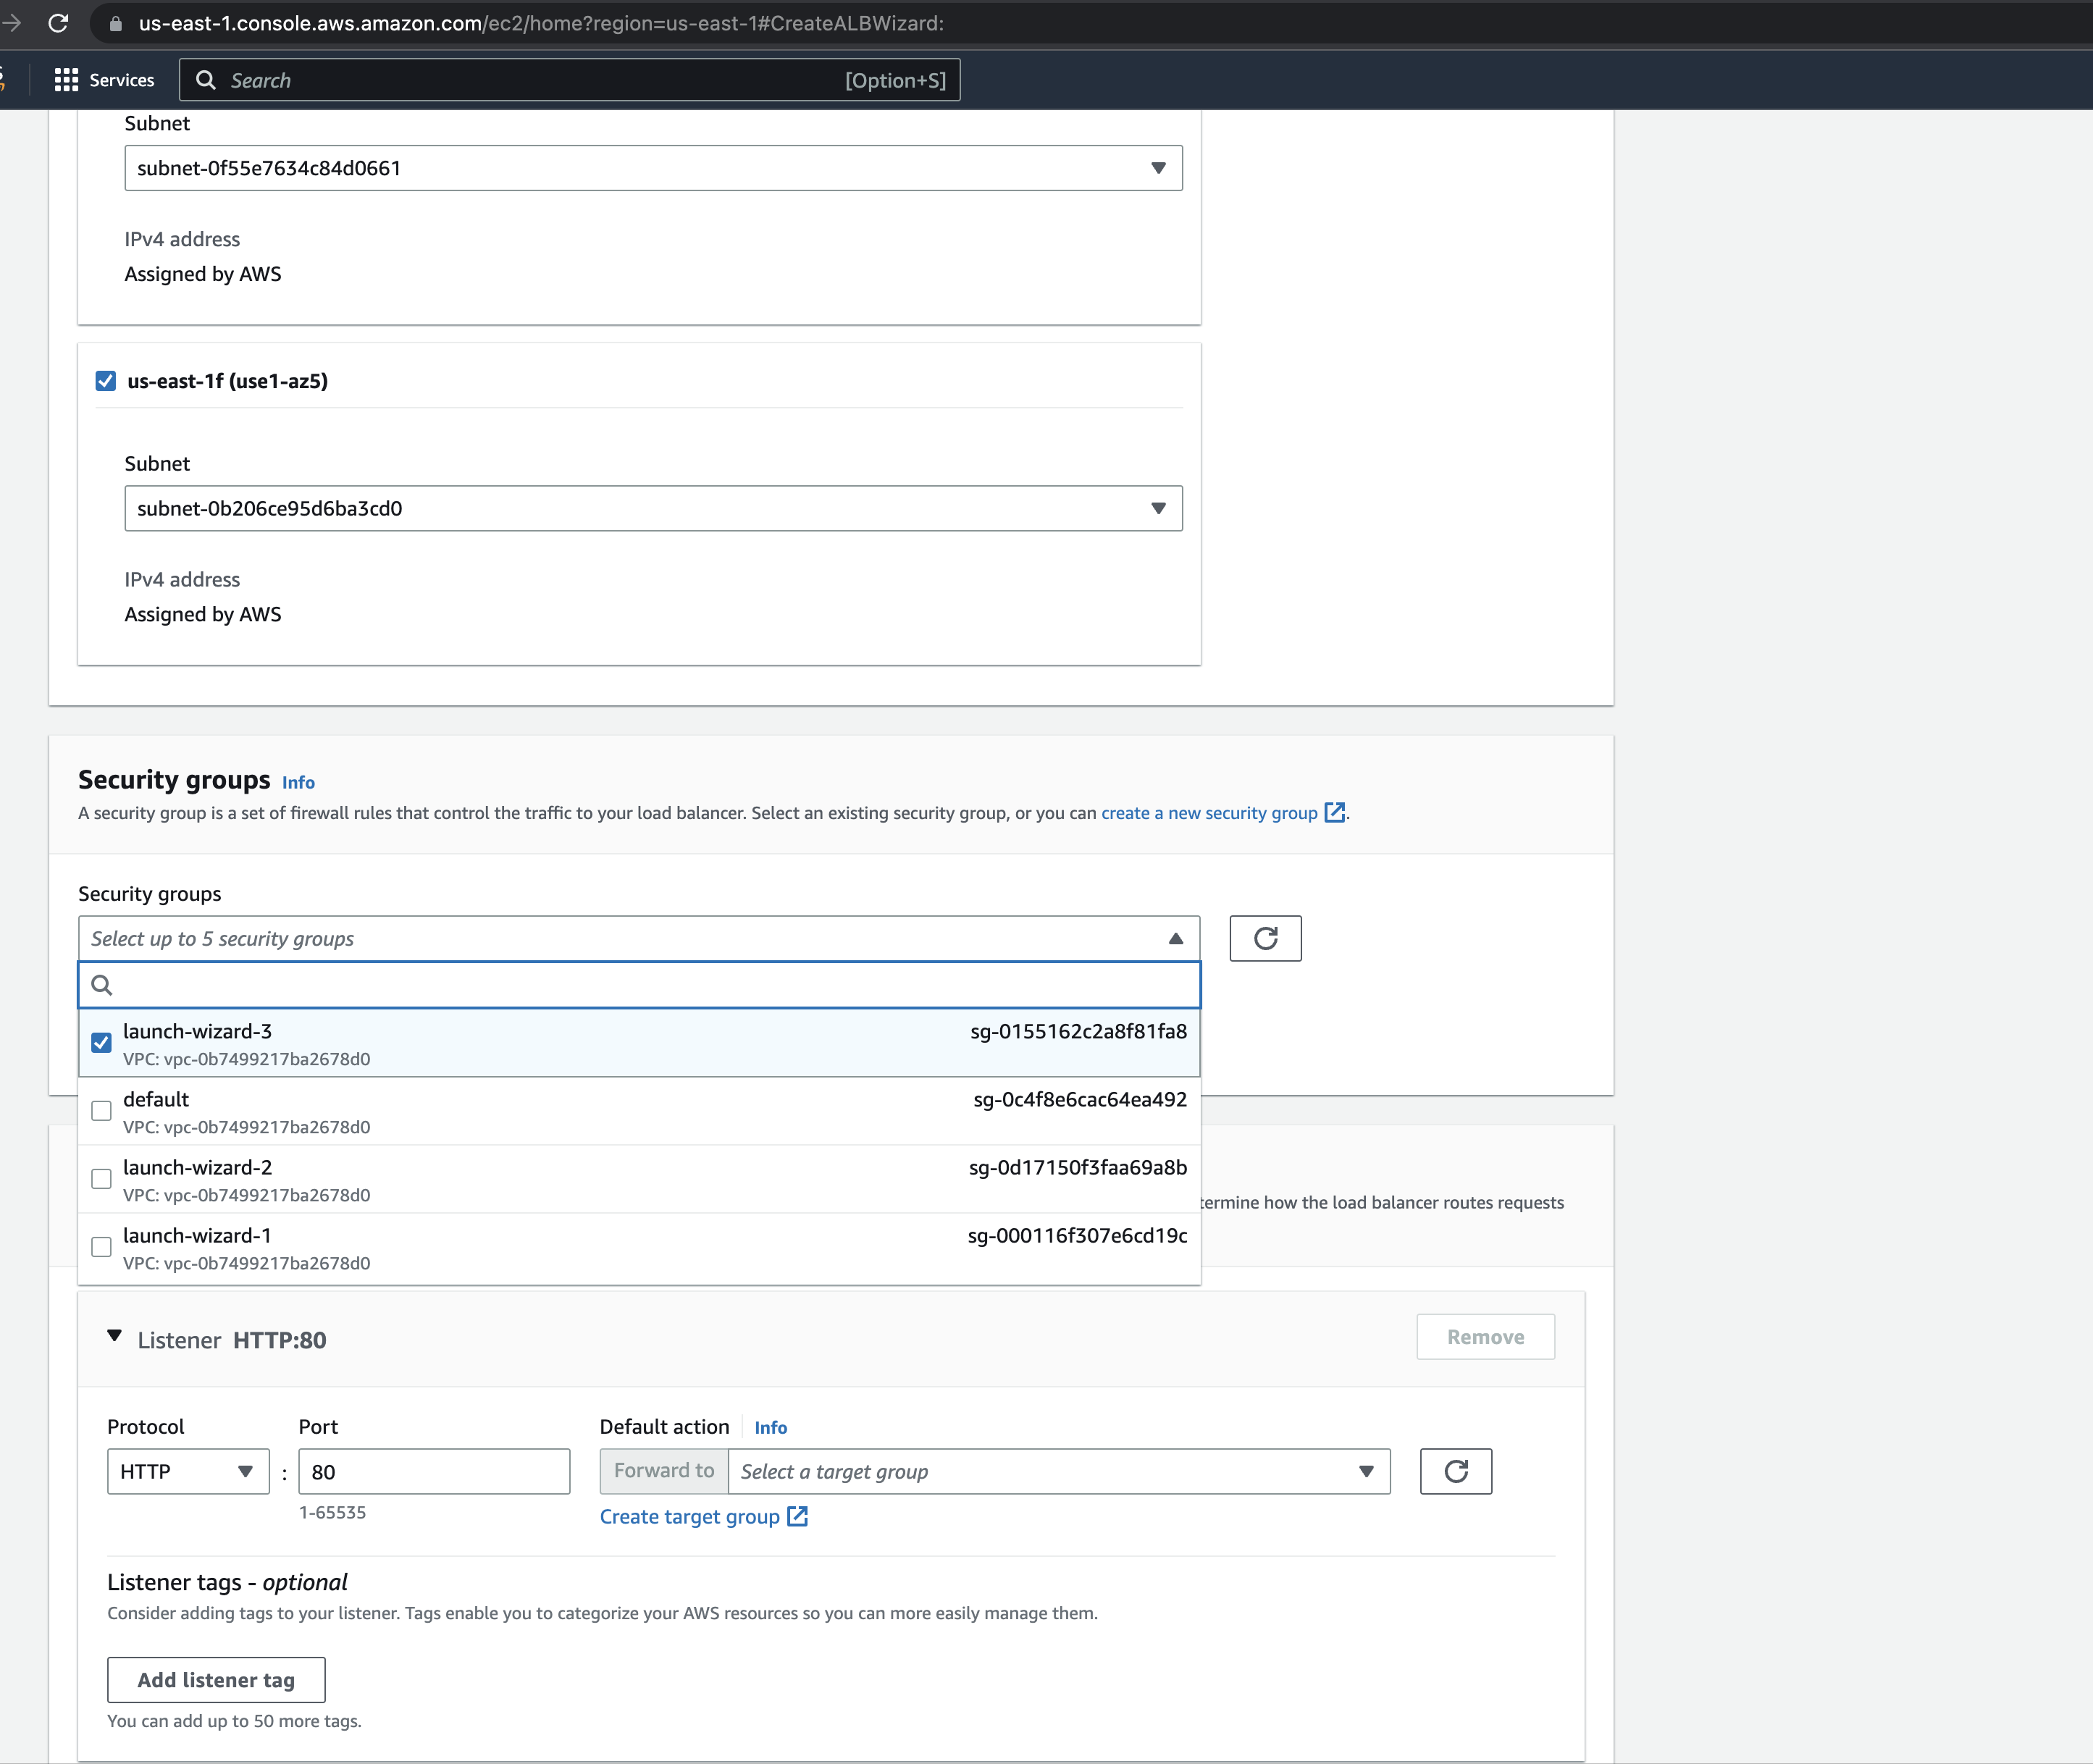 us-east-1.console.aws.amazon.com/ec2/home?region=us-east-1#CreateALBWizard:
Services
Search
[Option+S]
Subnet
subnet-0f55e7634c84d0661
IPv4 address
Assigned by AWS
us-east-1f (use1-az5)
Subnet
subnet-0b206ce95d6ba3cd0
IPv4 address
Assigned by AWS
Security groups Info
A security group is a set of firewall rules that control the traffic to your load balancer. Select an existing security group, or you can create a new security group.
Security groups
Select up to 5 security groups
launch-wizard-3 sg-0155162c2a8f81fa8
VPC: vpc-0b7499217ba2678d0
default sg-0c4f8e6cac64ea492
VPC: vpc-0b7499217ba2678d0
launch-wizard-2 sg-0d17150f3faa69a8b
VPC: vpc-0b7499217ba2678d0
termine how the load balancer routes requests
launch-wizard-1 sg-000116f307e6cd19c
VPC: vpc-0b7499217ba2678d0
Listener HTTP:80
Remove
Protocol Port Default action Info
HTTP : 80 Forward to Select a target group
1-65535 Create target group
Listener tags - optional
Consider adding tags to your listener. Tags enable you to categorize your AWS resources so you can more easily manage them.
Add listener tag
You can add up to 50 more tags.